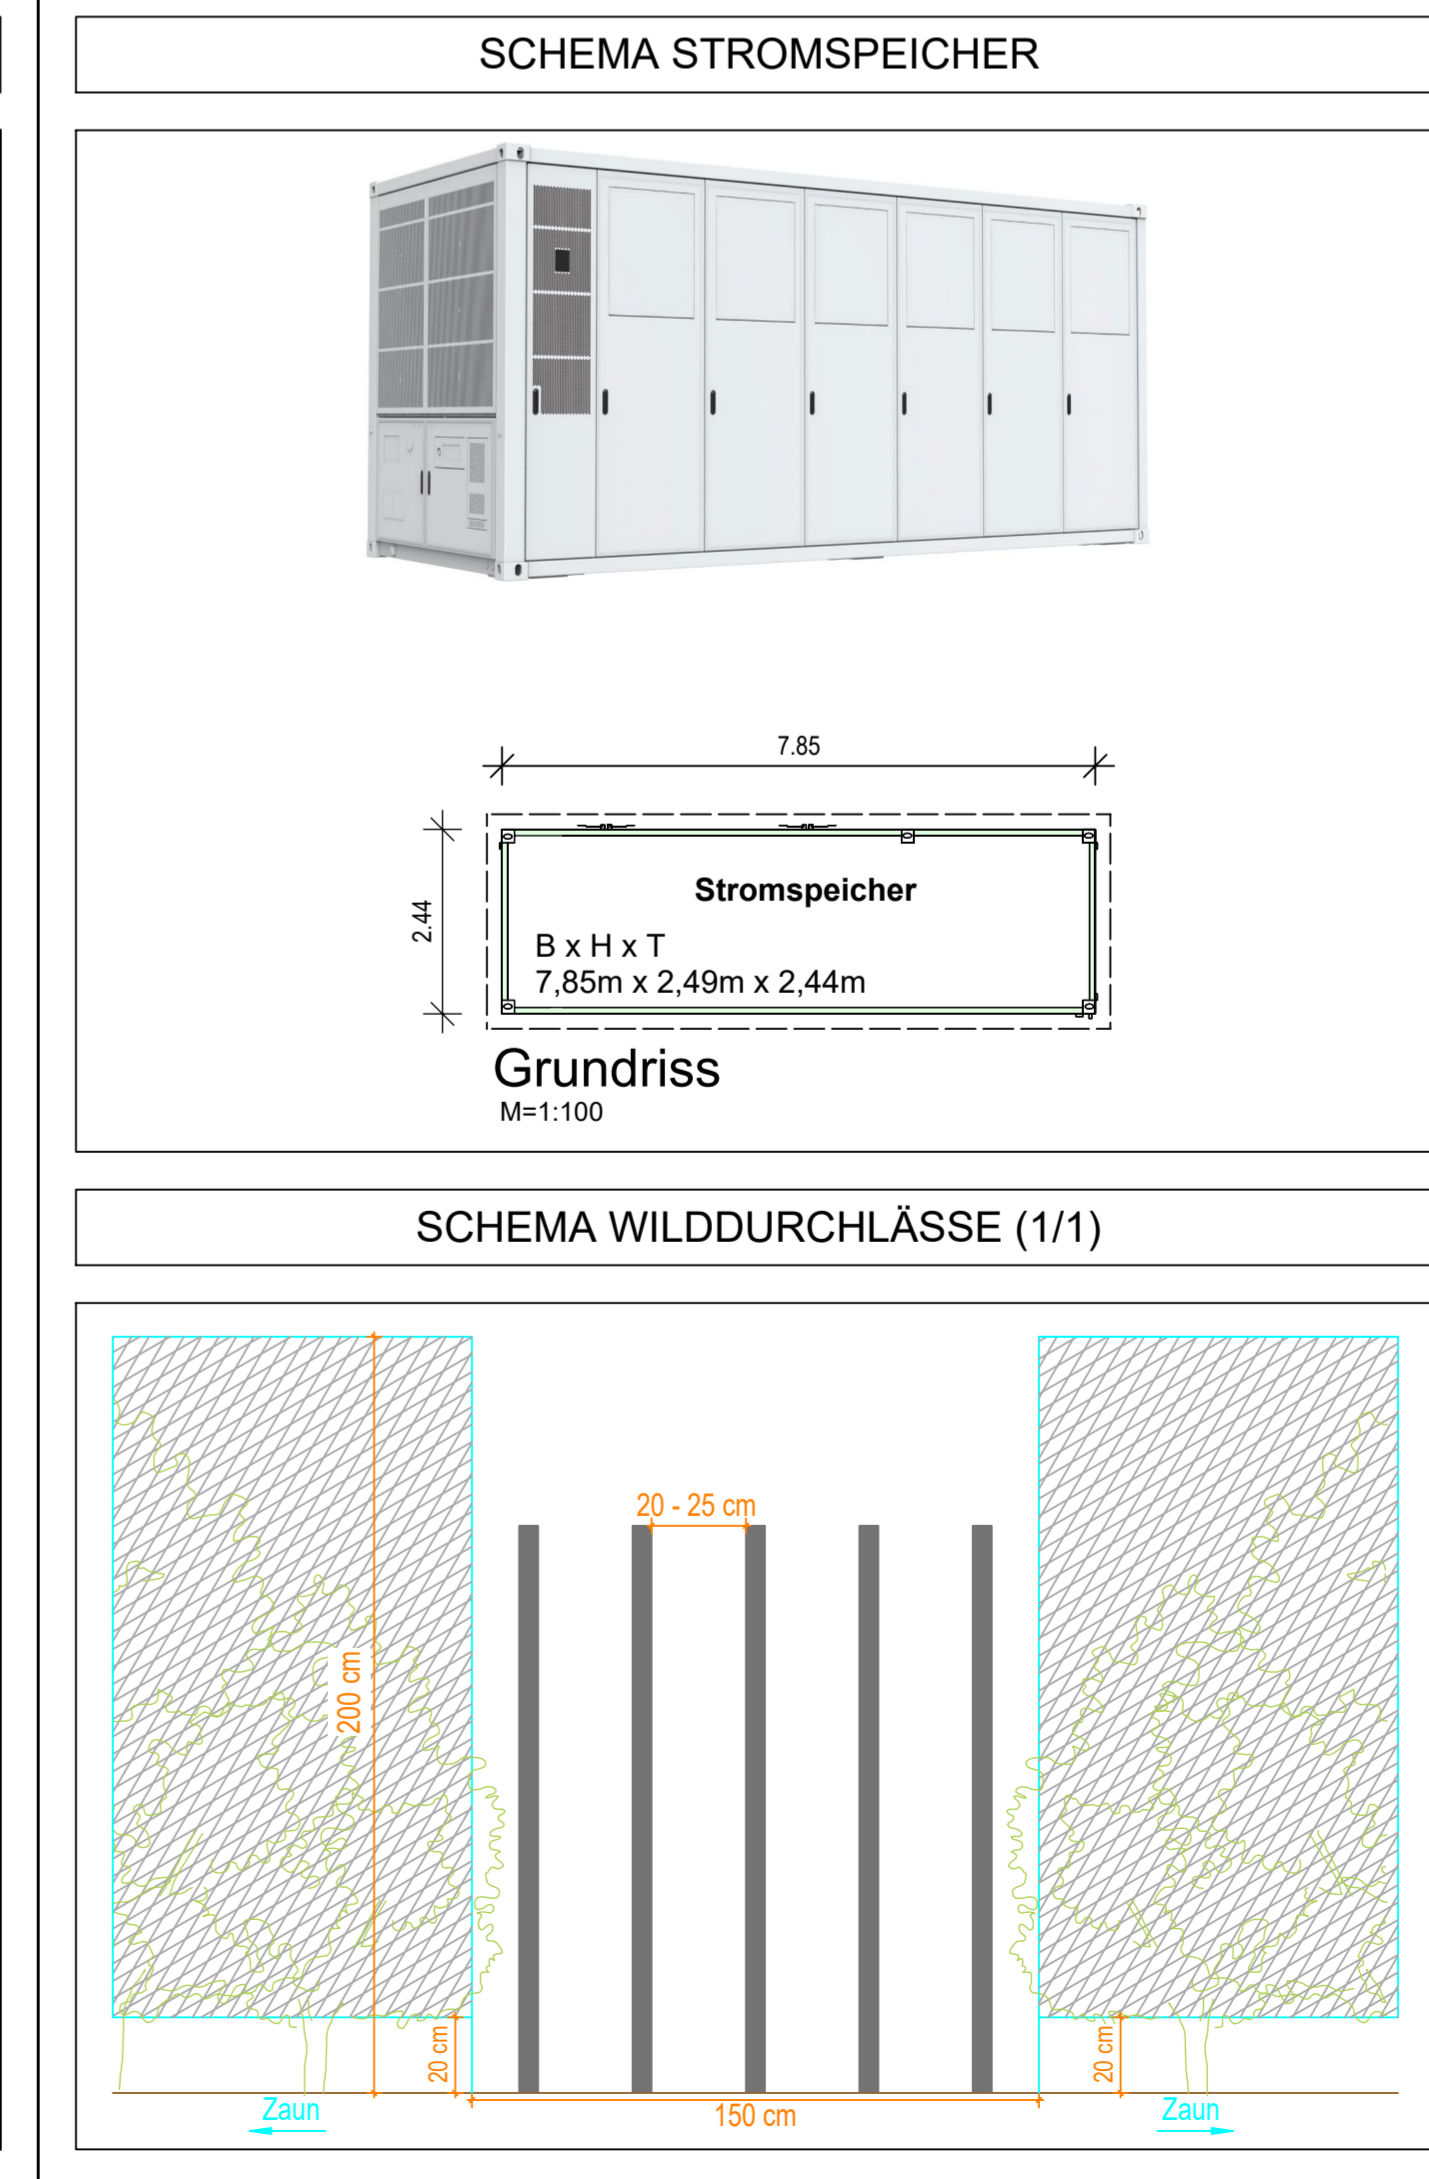 SCHEMA STROMSPEICHER
7.85
2.44
Stromspeicher
B x H x T
7,85m x 2,49m x 2,44m
Grundriss
M=1:100
SCHEMA WILDDURCHLÄSSE (1/1)
20 - 25 cm
200 cm
20 cm
20 cm
Zaun
150 cm
Zaun